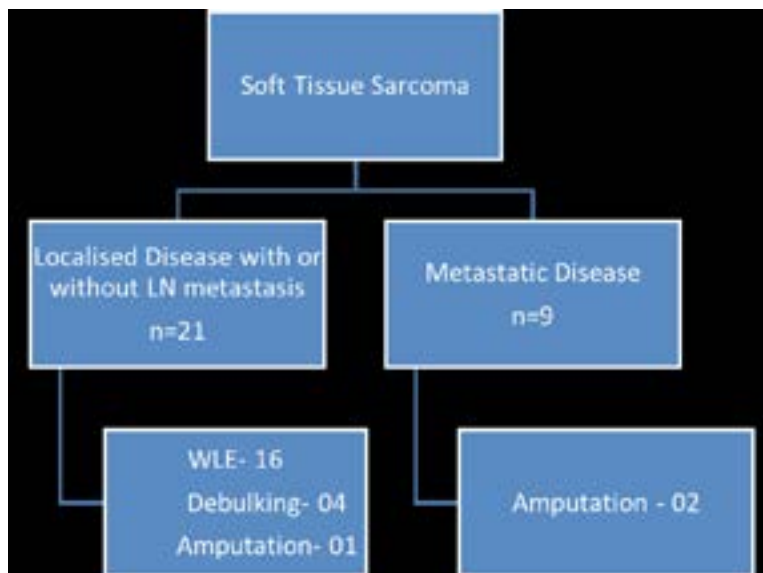 Soft Tissue Sarcoma
Localised Disease with or
without LN metastasis
n=21
Metastatic Disease
n=9
WLE- 16
Debulking- 04
Amputation- 01
Amputation - 02